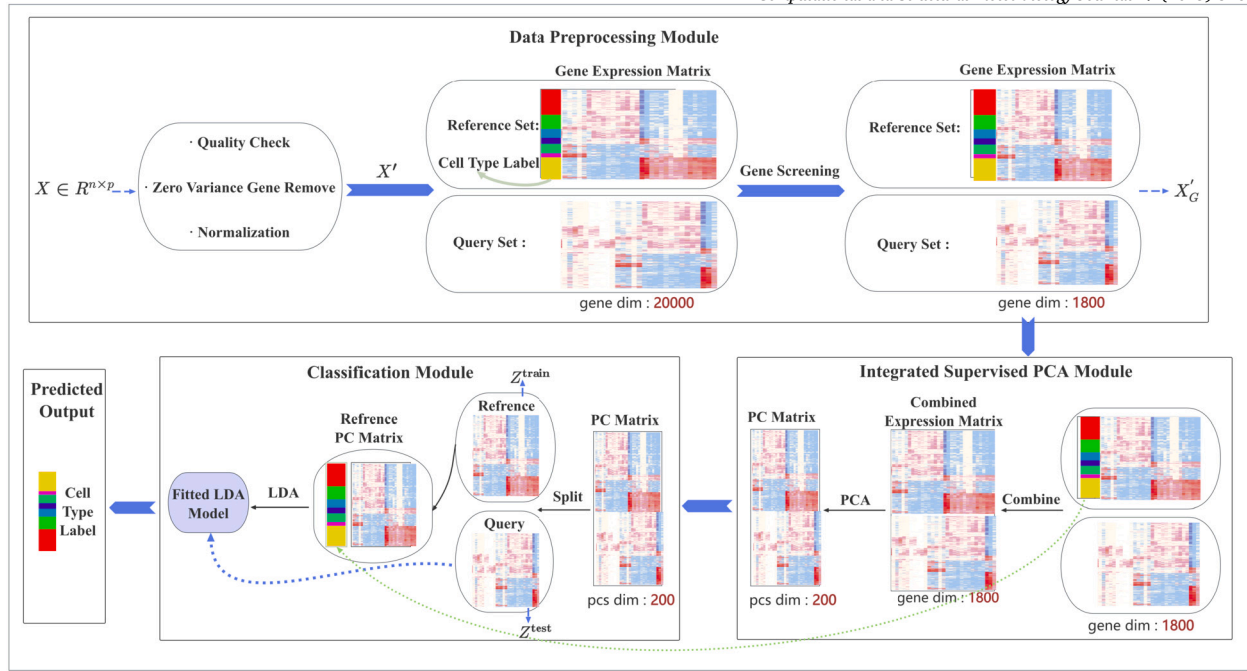 Data Preprocessing Module
Gene Expression Matrix
Gene Expression Matrix
· Quality Check
· Zero Variance Gene Remove
· Normalization
X ∈ R^{n×p}
X′
Reference Set:
Cell Type Label
Query Set :
gene dim : 20000
Gene Screening
Reference Set:
Query Set :
gene dim : 1800
X′_G
Integrated Supervised PCA Module
Combined
Expression Matrix
PC Matrix
Combine
PCA
gene dim : 1800
gene dim : 1800
pcs dim : 200
Classification Module
Z^train
Refrence
PC Matrix
Refrence
PC Matrix
Split
Query
Z^test
pcs dim : 200
LDA
Fitted LDA
Model
Predicted
Output
Cell
Type
Label